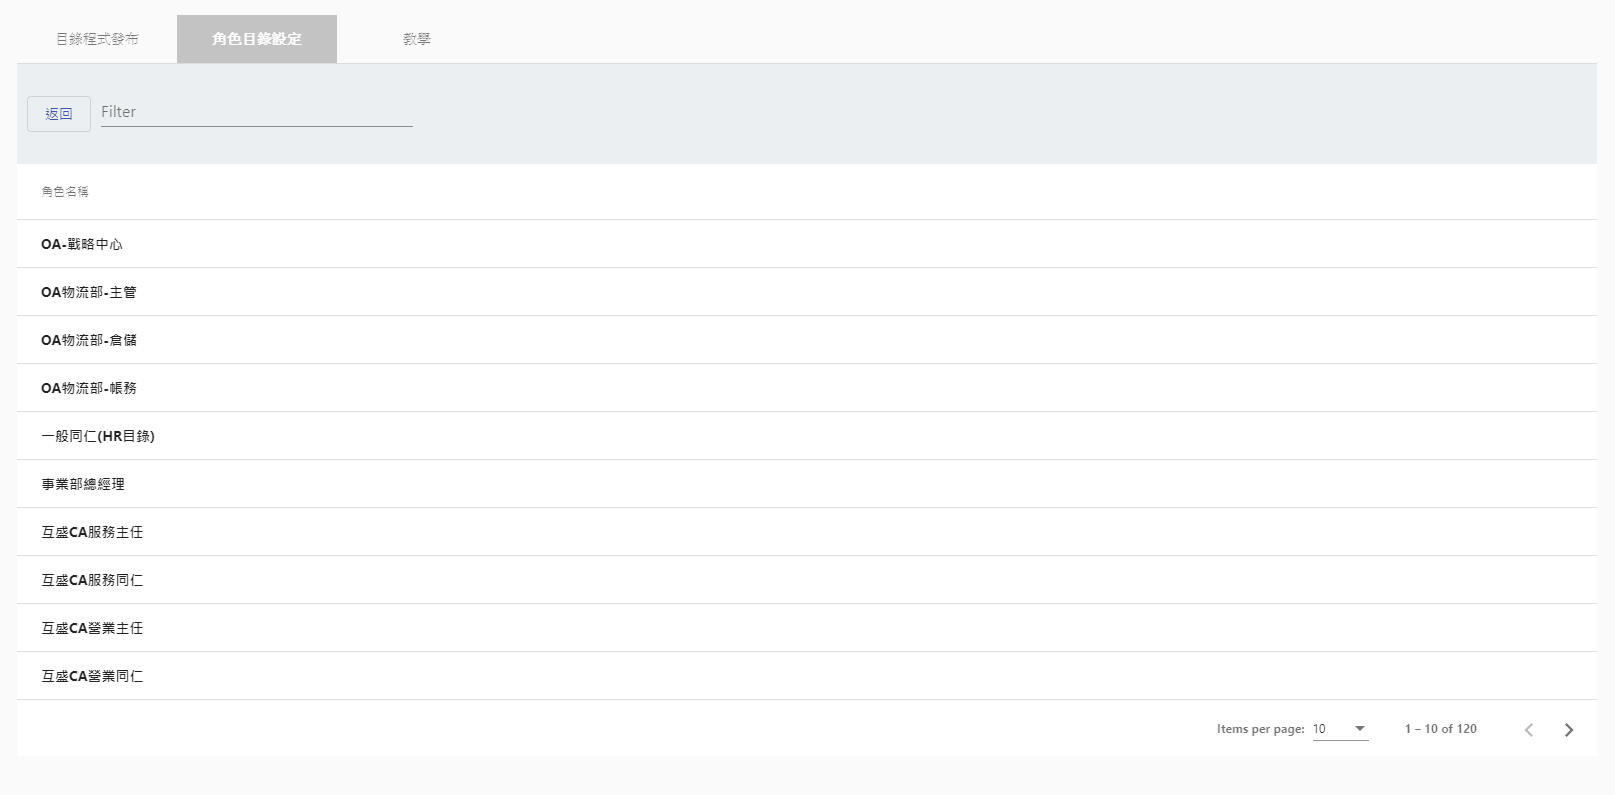 目錄程式發布
角色目錄設定
教學
返回
Filter
角色名稱
OA-戰略中心
OA物流部-主管
OA物流部-倉儲
OA物流部-帳務
一般同仁(HR目錄)
事業部總經理
互盛CA服務主任
互盛CA服務同仁
互盛CA營業主任
互盛CA營業同仁
Items per page: 10
1 – 10 of 120